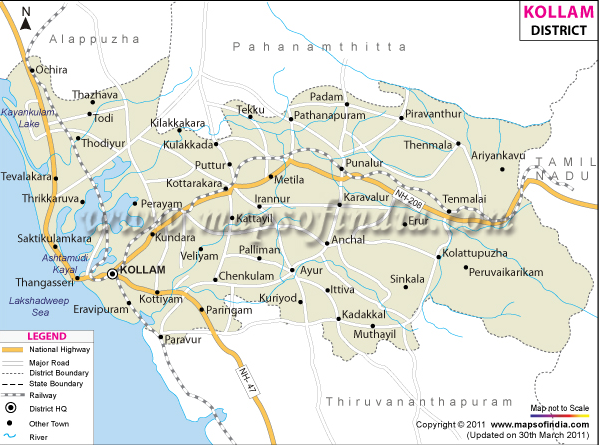 N
KOLLAM
DISTRICT
Alappuzha
Pahanamthitta
Ochira
Thazhava
Padam
Kayankulam
Lake
Todi
Tekku
Pathanapuram
Piravanthur
Kilakkakara
Thodiyur
Kulakkada
Thenmala
Ariyankavu
Puttur
Punalur
TAMIL
NADU
Tevalakara
Kottarakara
Metila
NH-208
Thrikkaruva
Perayam
Irannur
Karavalur
Tenmalai
www.mapsofindia.com
Kattayil
Erur
Saktikulamkara
Kundara
Anchal
Ashtamudi
Kayal
Veliyam
Palliman
Kolattupuzha
KOLLAM
Ayur
Peruvaikarikam
Thangasseri
Chenkulam
Sinkala
Lakshadweep
Sea
Kottiyam
Kuriyod
Ittiva
Eravipuram
Paringam
Kadakkal
Muthayil
Paravur
LEGEND
National Highway
Major Road
District Boundary
State Boundary
Railway
District HQ
Other Town
River
NH-47
Thiruvananthapuram
Map not to Scale
Copyright © 2011 www.mapsofindia.com
(Updated on 30th March 2011)